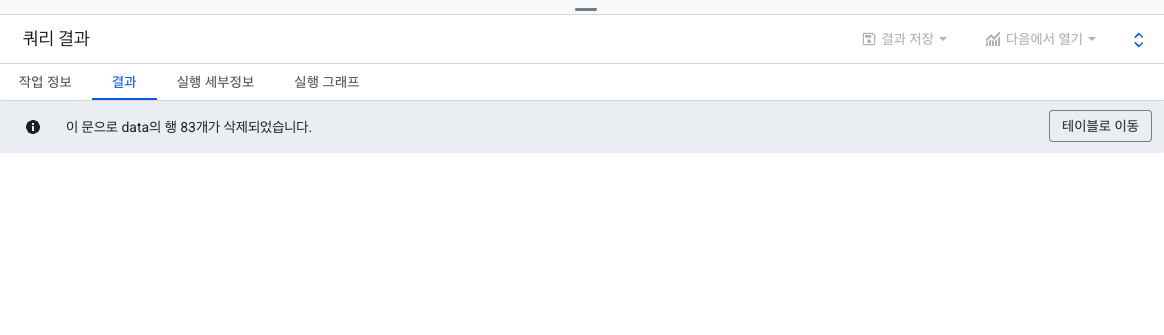 쿼리 결과
결과 저장
다음에서 열기
작업 정보
결과
실행 세부정보
실행 그래프
이 문으로 data의 행 83개가 삭제되었습니다.
테이블로 이동